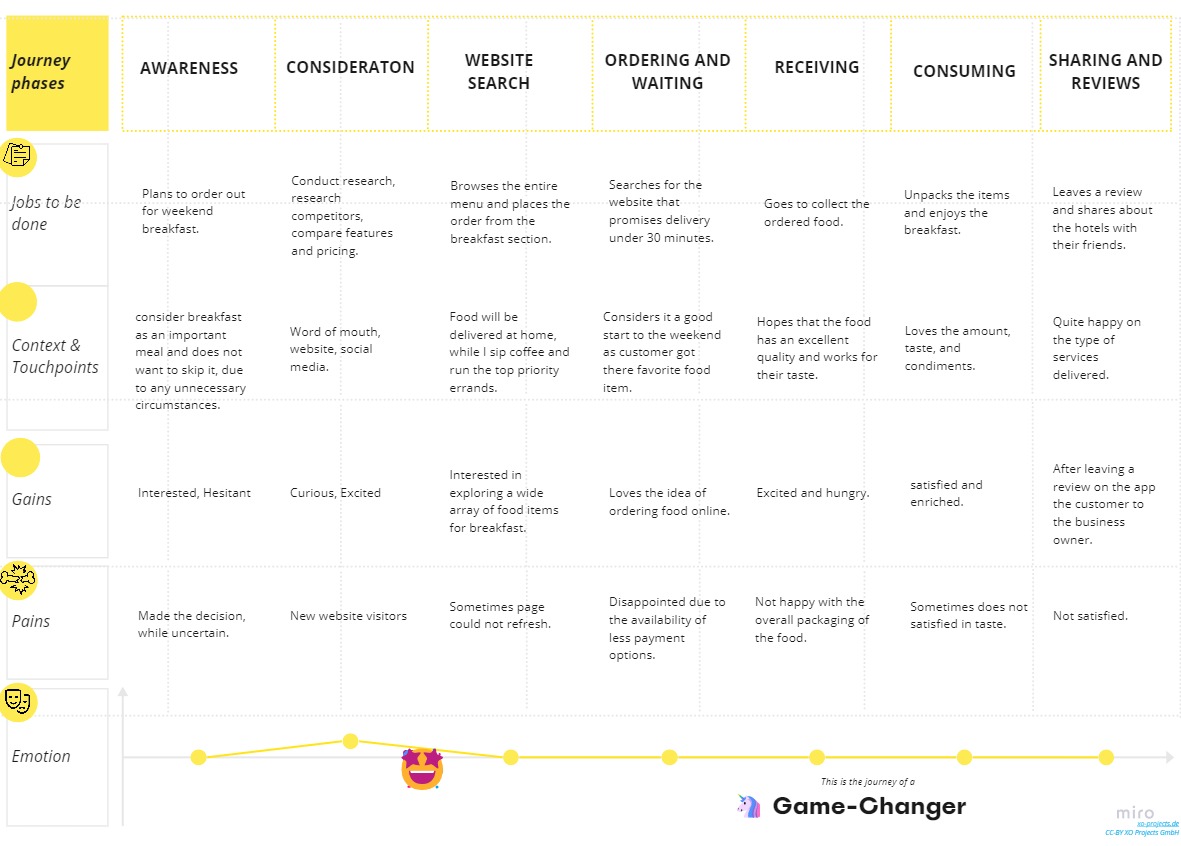 Journey
phases
AWARENESS
CONSIDERATON
WEBSITE
SEARCH
ORDERING AND
WAITING
RECEIVING
CONSUMING
SHARING AND
REVIEWS
Jobs to be
done
Plans to order out
for weekend
breakfast.
Conduct research,
research
competitors,
compare features
and pricing.
Browses the entire
menu and places the
order from the
breakfast section.
Searches for the
website that
promises delivery
under 30 minutes.
Goes to collect the
ordered food.
Unpacks the items
and enjoys the
breakfast.
Leaves a review
and shares about
the hotels with
their friends.
Context &
Touchpoints
consider breakfast
as an important
meal and does not
want to skip it, due
to any unnecessary
circumstances.
Word of mouth,
website, social
media.
Food will be
delivered at home,
while I sip coffee and
run the top priority
errands.
Considers it a good
start to the weekend
as customer got
there favorite food
item.
Hopes that the food
has an excellent
quality and works for
their taste.
Loves the amount,
taste, and
condiments.
Quite happy on
the type of
services
delivered.
Gains
Interested, Hesitant
Curious, Excited
Interested in
exploring a wide
array of food items
for breakfast.
Loves the idea of
ordering food online.
Excited and hungry.
satisfied and
enriched.
After leaving a
review on the app
the customer to
the business
owner.
Pains
Made the decision,
while uncertain.
New website visitors
Sometimes page
could not refresh.
Disappointed due to
the availability of
less payment
options.
Not happy with the
overall packaging of
the food.
Sometimes does not
satisfied in taste.
Not satisfied.
Emotion
This is the journey of a
Game-Changer
miro
xo-projects.de
CC-BY XO Projects GmbH